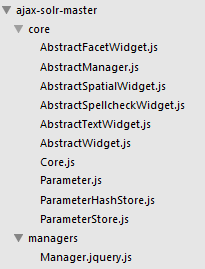 ajax-solr-master
core
AbstractFacetWidget.js
AbstractManager.js
AbstractSpatialWidget.js
AbstractSpellcheckWidget.js
AbstractTextWidget.js
AbstractWidget.js
Core.js
Parameter.js
ParameterHashStore.js
ParameterStore.js
managers
Manager.jquery.js